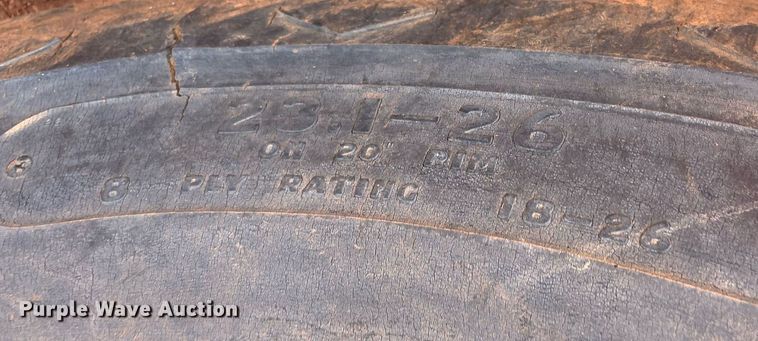 23.1-26
ON 20" RIM
8 PLY RATING 18-26
Purple Wave Auction